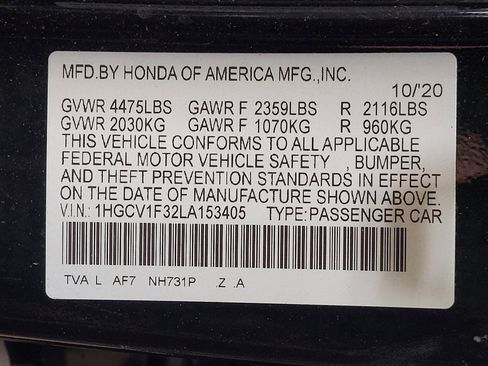 MFD.BY HONDA OF AMERICA MFG.,INC.
10/'20
GVWR 4475LBS GAWR F 2359LBS R 2116LBS
GVWR 2030KG GAWR F 1070KG R 960KG
THIS VEHICLE CONFORMS TO ALL APPLICABLE
FEDERAL MOTOR VEHICLE SAFETY , BUMPER,
AND THEFT PREVENTION STANDARDS IN EFFECT
ON THE DATE OF MANUFACTURE SHOWN ABOVE.
V.I.N.: 1HGCV1F32LA153405 TYPE:PASSENGER CAR
TVA L AF7 NH731P .Z .A